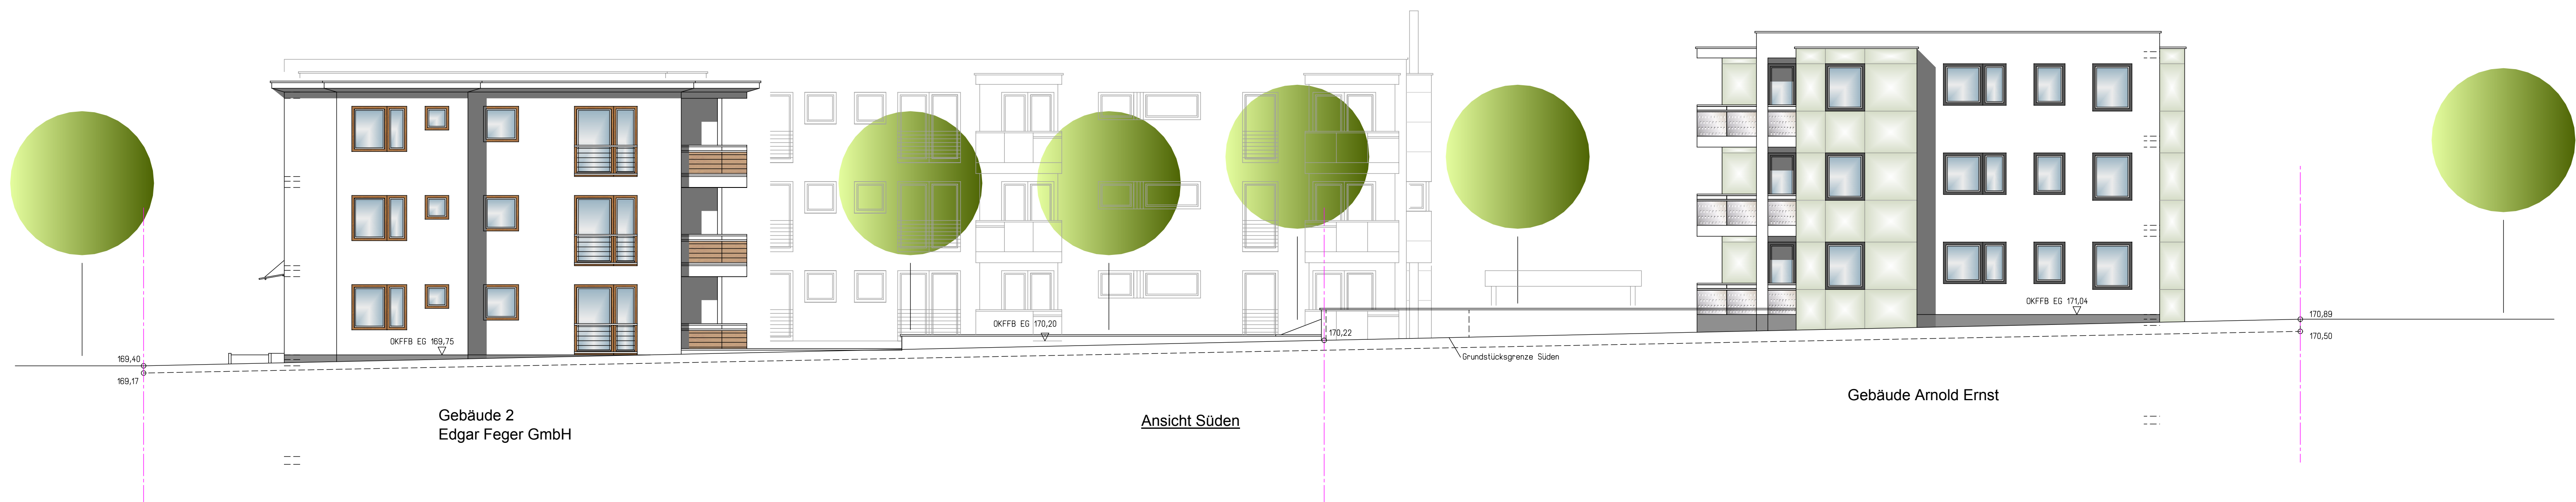 169,40
169,17
OKFFB EG 169,75
OKFFB EG 170,20
170,22
Grundstücksgrenze Süden
OKFFB EG 171,04
170,89
170,50
Gebäude 2
Edgar Feger GmbH
Ansicht Süden
Gebäude Arnold Ernst